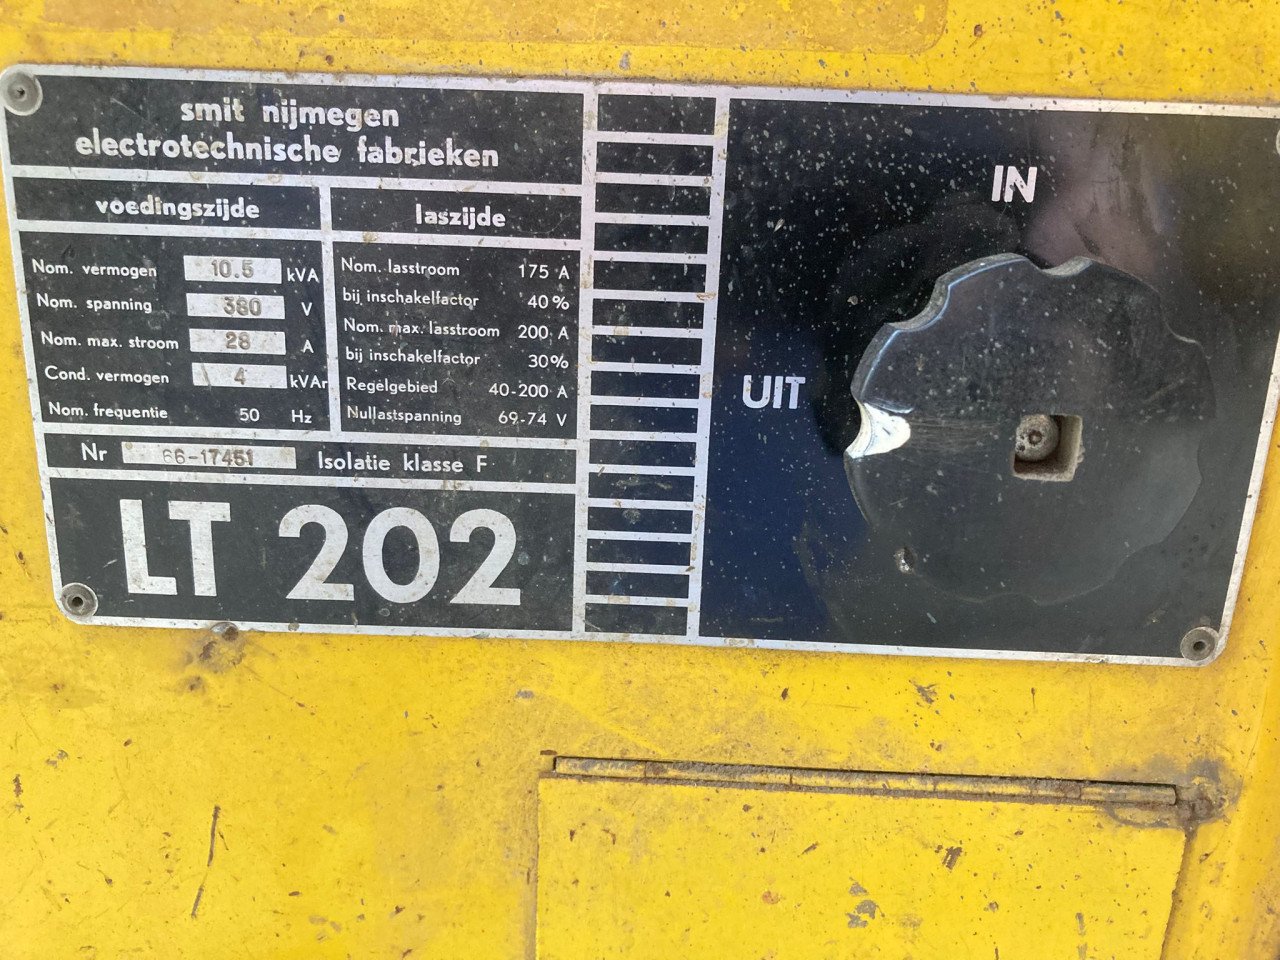 smit nijmegen
electrotechnische fabrieken
voedingszijde
Nom. vermogen 10.5 kVA
Nom. spanning 380 V
Nom. max. stroom 28 A
Cond. vermogen 4 kVAr
Nom. frequentie 50 Hz
laszijde
Nom. lasstroom 175 A
bij inschakelfactor 40%
Nom. max. lasstroom 200 A
bij inschakelfactor 30%
Regelgebied 40-200 A
Nullastspanning 69-74 V
Nr 66-17451 Isolatie klasse F
LT 202
IN
UIT